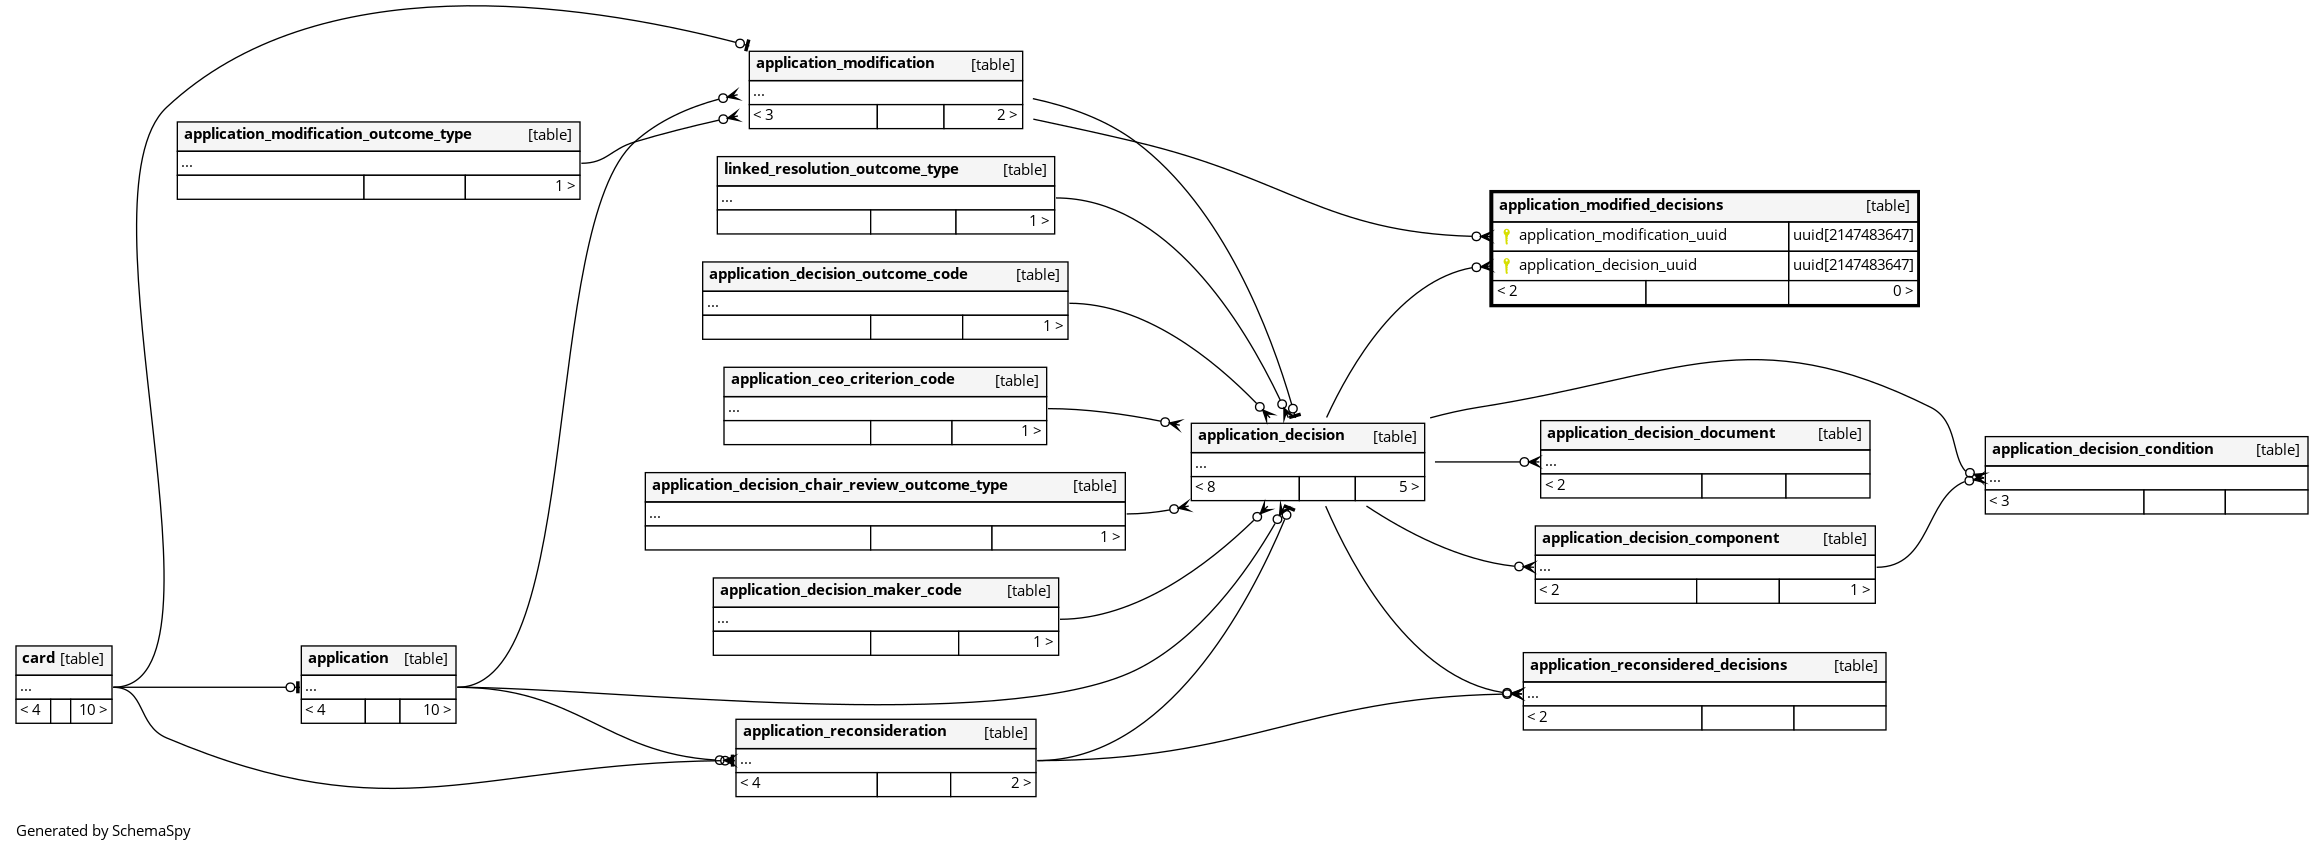 application_modification [table]
...
< 3 2 >
application_modification_outcome_type [table]
...
1 >
linked_resolution_outcome_type [table]
...
1 >
application_modified_decisions [table]
application_modification_uuid uuid[2147483647]
application_decision_uuid uuid[2147483647]
< 2 0 >
application_decision_outcome_code [table]
...
1 >
application_ceo_criterion_code [table]
...
1 >
application_decision [table]
...
< 8 5 >
application_decision_document [table]
...
< 2
application_decision_condition [table]
...
< 3
application_decision_chair_review_outcome_type [table]
...
1 >
application_decision_component [table]
...
< 2 1 >
application_decision_maker_code [table]
...
1 >
card [table]
...
< 4 10 >
application [table]
...
< 4 10 >
application_reconsidered_decisions [table]
...
< 2
application_reconsideration [table]
...
< 4 2 >
Generated by SchemaSpy